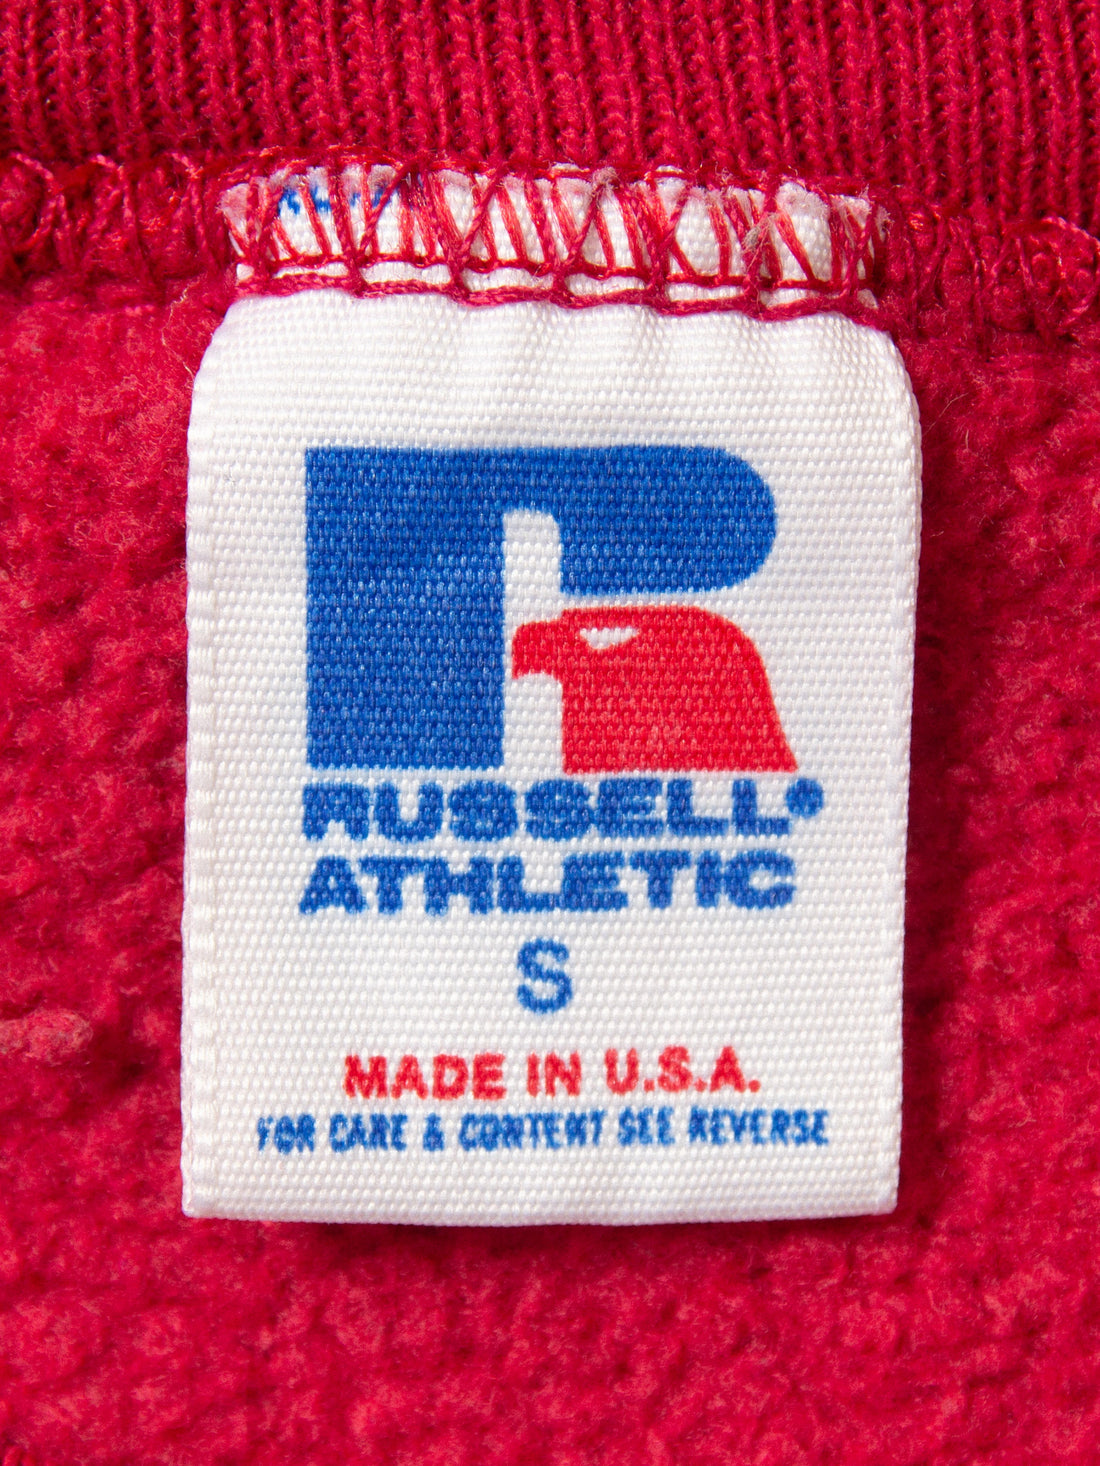 RUSSELL®
ATHLETIC
S
MADE IN U.S.A.
FOR CARE & CONTENT SEE REVERSE